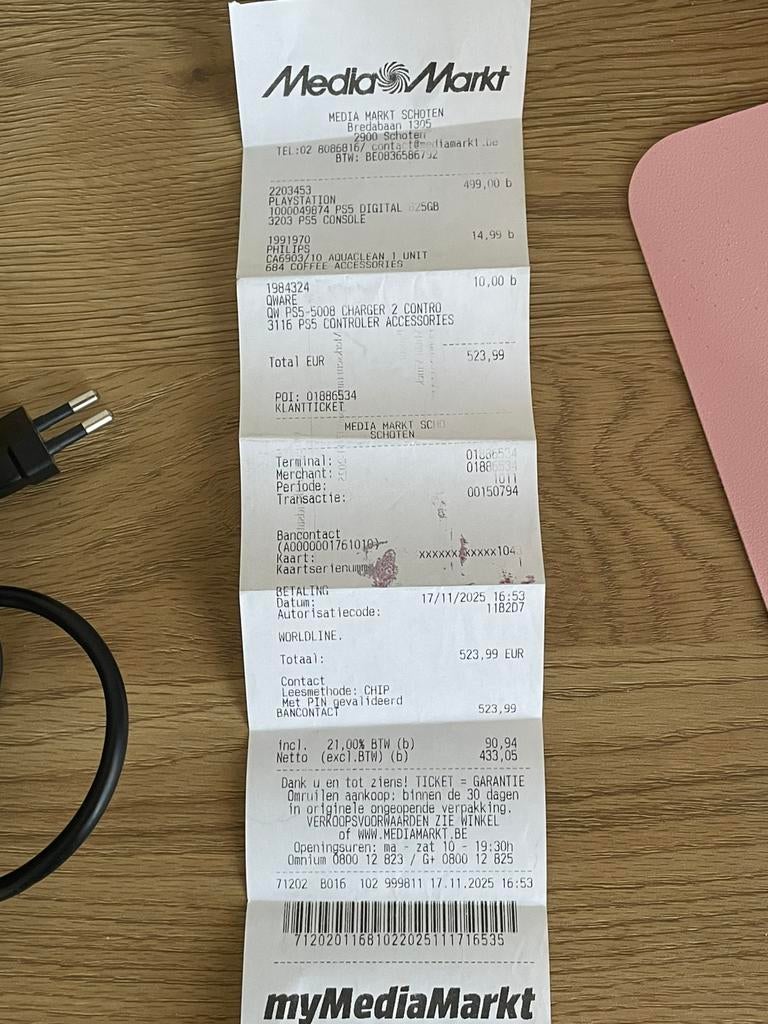 Media Markt
MEDIA MARKT SCHOTEN
Bredabaan 1305
2900 Schoten
TEL:02 8086816/ contact@mediamarkt.be
BTW: BE0836586732
2203453 499,00 b
PLAYSTATION
1000049874 PS5 DIGITAL 825GB
3203 PS5 CONSOLE
1991970 14,99 b
PHILIPS
CA6903/10 AQUACLEAN 1 UNIT
684 COFFEE ACCESSORIES
1984324 10,00 b
QWARE
QW PS5-5008 CHARGER 2 CONTRO
3116 PS5 CONTROLER ACCESSORIES
Total EUR 523,99
POI: 01886534
KLANTTICKET
MEDIA MARKT SCHO
SCHOTEN
Terminal: 01886534
Merchant: 01886534
Periode: 1011
Transactie: 00150794
Bancontact
(A0000001761010)
Kaart: xxxxxxxxxxxxx1043
Kaartserienumme
BETALING
Datum: 17/11/2025 16:53
Autorisatiecode: 11B2D7
WORLDLINE.
Totaal: 523,99 EUR
Contact
Leesmethode: CHIP
Met PIN gevalideerd
BANCONTACT 523,99
incl. 21,00% BTW (b) 90,94
Netto (excl.BTW) (b) 433,05
Dank u en tot ziens! TICKET = GARANTIE
Omruilen aankoop: binnen de 30 dagen
in originele ongeopende verpakking.
VERKOOPSVOORWAARDEN ZIE WINKEL
of WWW.MEDIAMARKT.BE
Openingsuren: ma - zat 10 - 19:30h
Omnium 0800 12 823 / G+ 0800 12 825
71202 B016 102 999811 17.11.2025 16:53
71202011681022025111716535
myMediaMarkt